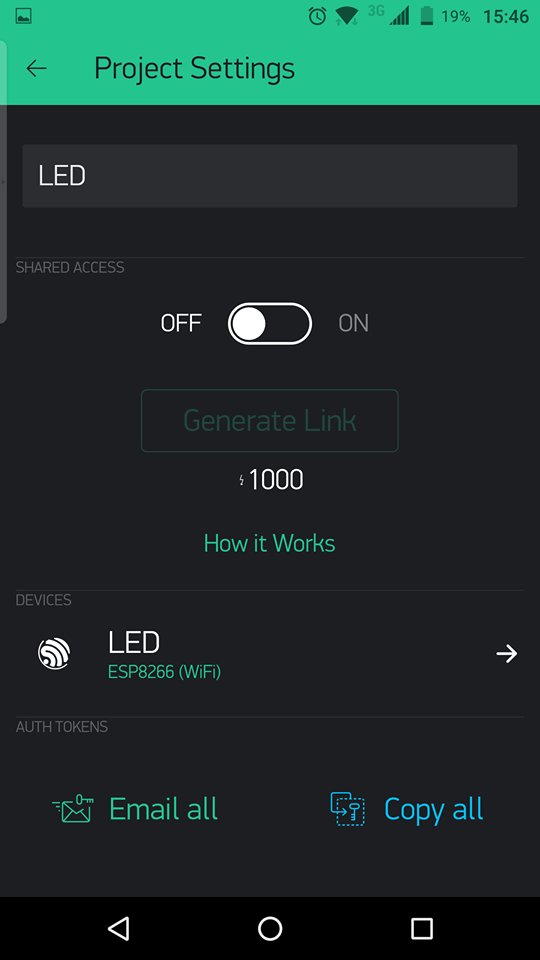 3G 19% 15:46
Project Settings
LED
SHARED ACCESS
OFF ON
Generate Link
1000
How it Works
DEVICES
LED
ESP8266 (WiFi)
AUTH TOKENS
Email all Copy all